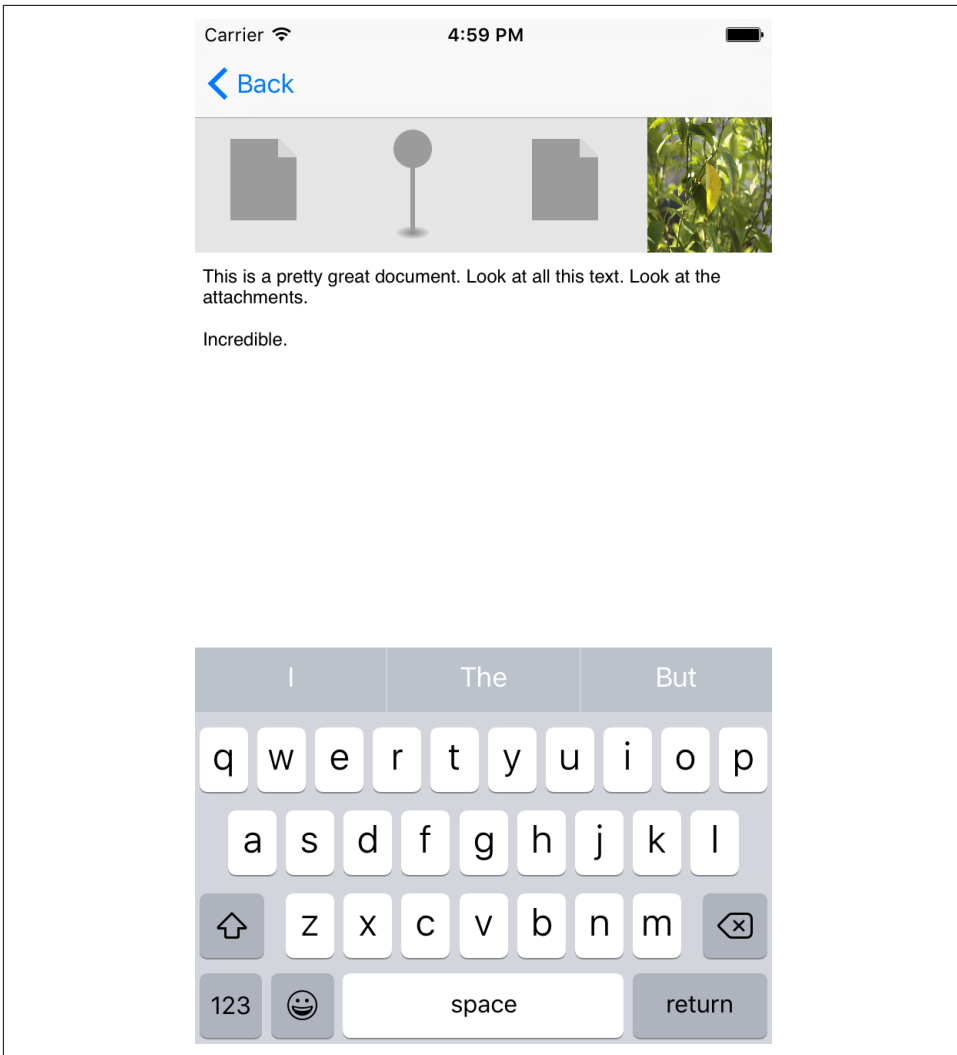 Carrier 4:59 PM
Back
This is a pretty great document. Look at all this text. Look at the
attachments.
Incredible.
I The But
q w e r t y u i o p
a s d f g h j k l
z x c v b n m
123 space return